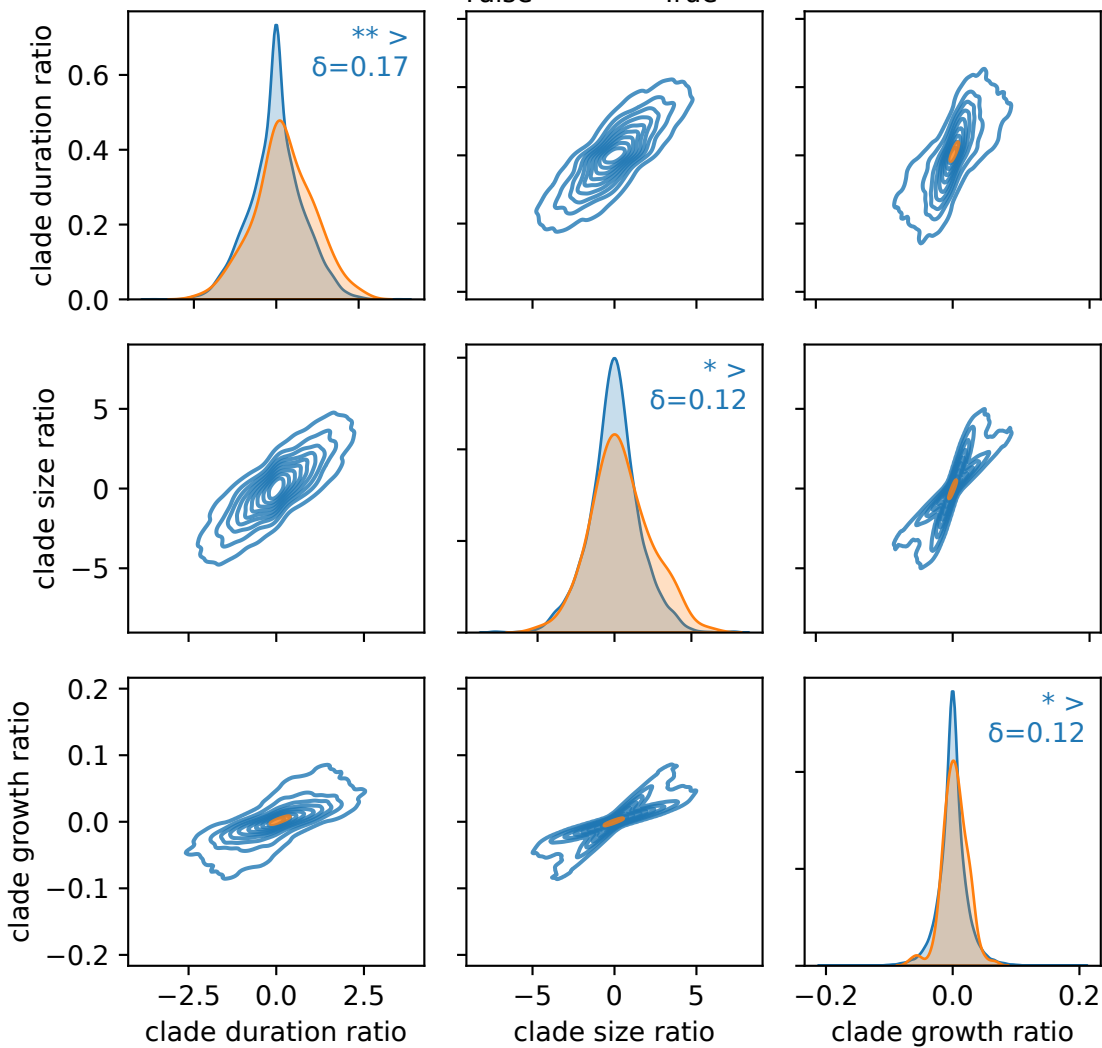 clade duration ratio
0.6
0.4
0.2
0.0
** >
δ=0.17
clade size ratio
5
0
−5
* >
δ=0.12
clade growth ratio
0.2
0.1
0.0
−0.1
−0.2
* >
δ=0.12
−2.5 0.0 2.5
−5 0 5
−0.2 0.0 0.2
clade duration ratio
clade size ratio
clade growth ratio